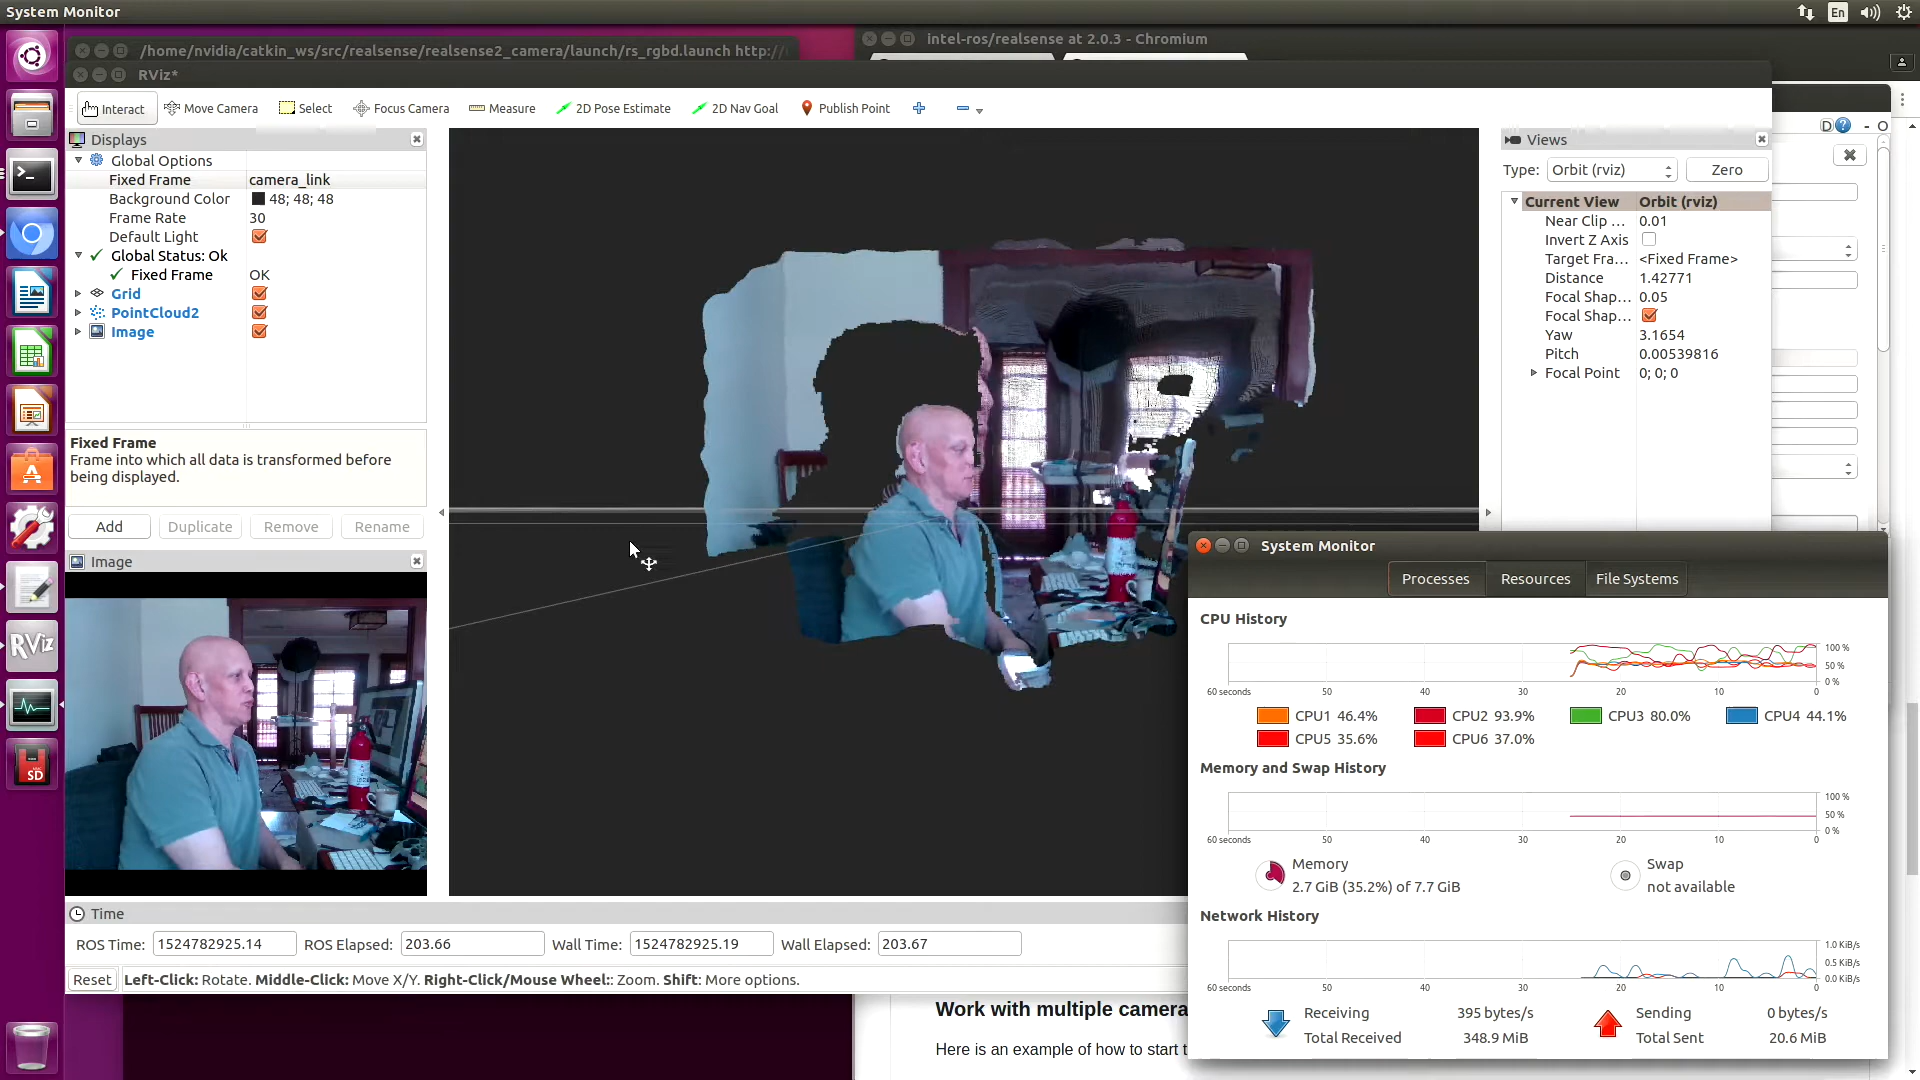 System Monitor
En
/home/nvidia/catkin_ws/src/realsense/realsense2_camera/launch/rs_rgbd.launch http://
intel-ros/realsense at 2.0.3 - Chromium
RViz*
Interact Move Camera Select Focus Camera Measure 2D Pose Estimate 2D Nav Goal Publish Point
Displays
Global Options
Fixed Frame camera_link
Background Color 48; 48; 48
Frame Rate 30
Default Light
Global Status: Ok
Fixed Frame OK
Grid
PointCloud2
Image
Fixed Frame
Frame into which all data is transformed before
being displayed.
Add Duplicate Remove Rename
Image
Views
Type: Orbit (rviz) Zero
Current View Orbit (rviz)
Near Clip ... 0.01
Invert Z Axis
Target Fra... <Fixed Frame>
Distance 1.42771
Focal Shap... 0.05
Focal Shap...
Yaw 3.1654
Pitch 0.00539816
Focal Point 0; 0; 0
D ? - O
RViz
SD
System Monitor
Processes Resources File Systems
CPU History
100 %
50 %
0 %
60 seconds 50 40 30 20 10 0
CPU1 46.4% CPU2 93.9% CPU3 80.0% CPU4 44.1%
CPU5 35.6% CPU6 37.0%
Memory and Swap History
100 %
50 %
0 %
60 seconds 50 40 30 20 10 0
Memory
2.7 GiB (35.2%) of 7.7 GiB
Swap
not available
Network History
1.0 KiB/s
0.5 KiB/s
0.0 KiB/s
60 seconds 50 40 30 20 10 0
Receiving 395 bytes/s
Total Received 348.9 MiB
Sending 0 bytes/s
Total Sent 20.6 MiB
Time
ROS Time: 1524782925.14 ROS Elapsed: 203.66 Wall Time: 1524782925.19 Wall Elapsed: 203.67
Reset Left-Click: Rotate. Middle-Click: Move X/Y. Right-Click/Mouse Wheel:: Zoom. Shift: More options.
Work with multiple camera
Here is an example of how to start t